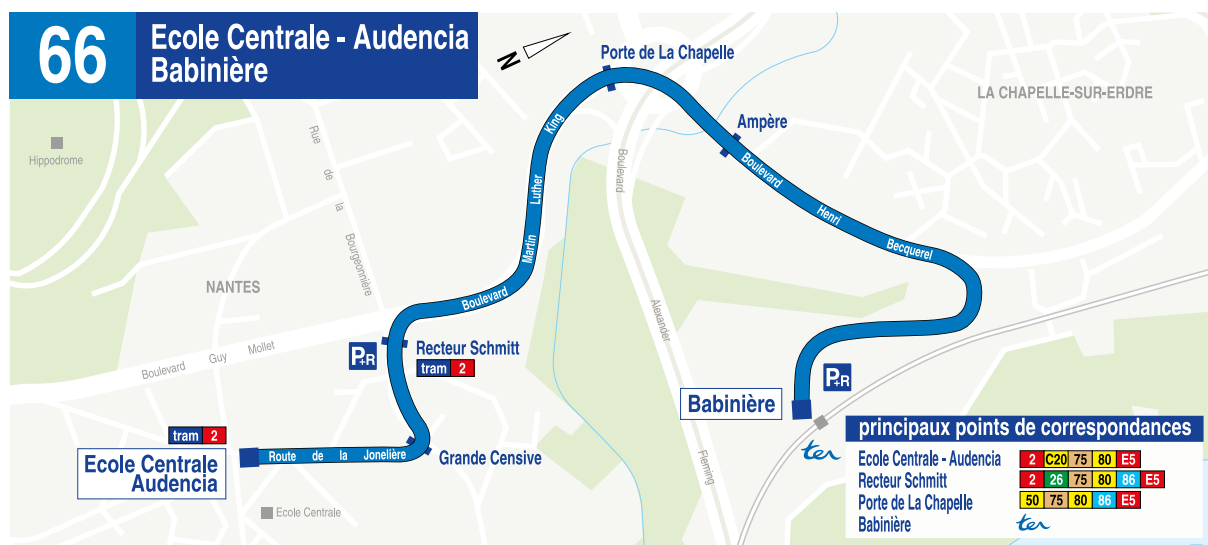 66
Ecole Centrale - Audencia
Babinière
N
Porte de La Chapelle
LA CHAPELLE-SUR-ERDRE
Ampère
Hippodrome
Rue de la Bourgeonnière
Boulevard Martin Luther King
Boulevard Henri Becquerel
Boulevard Alexander Fleming
NANTES
Boulevard Guy Mollet
P+R
Recteur Schmitt
tram 2
P+R
Babinière
tram 2
Route de la Jonelière
Grande Censive
Ecole Centrale
Audencia
Ecole Centrale
ter
principaux points de correspondances
Ecole Centrale - Audencia 2 C20 75 80 E5
Recteur Schmitt 2 26 75 80 86 E5
Porte de La Chapelle 50 75 80 86 E5
Babinière ter